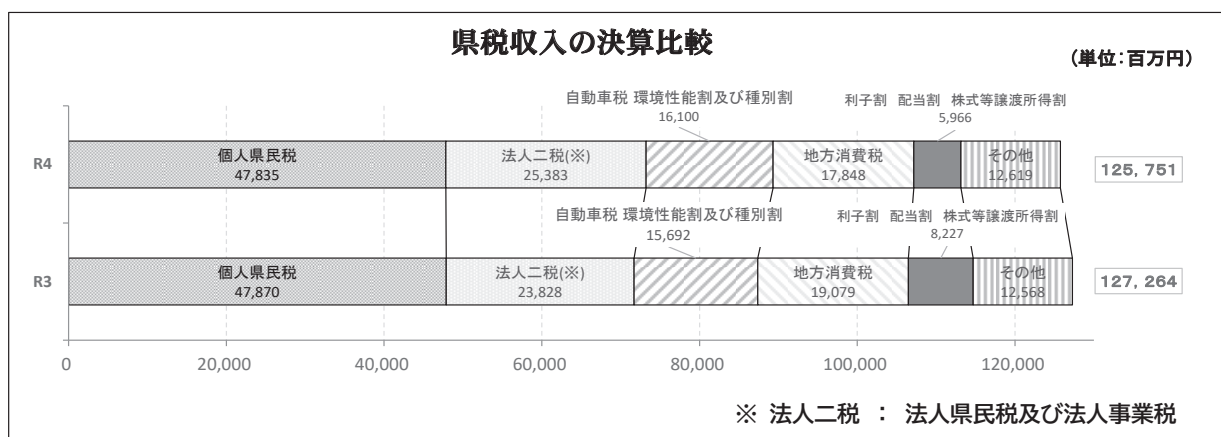 県税収入の決算比較
(単位:百万円)
自動車税 環境性能割及び種別割
16,100
利子割 配当割 株式等譲渡所得割
5,966
R4
個人県民税
47,835
法人二税(※)
25,383
地方消費税
17,848
その他
12,619
125,751
自動車税 環境性能割及び種別割
15,692
利子割 配当割 株式等譲渡所得割
8,227
R3
個人県民税
47,870
法人二税(※)
23,828
地方消費税
19,079
その他
12,568
127,264
0 20,000 40,000 60,000 80,000 100,000 120,000
※ 法人二税 : 法人県民税及び法人事業税